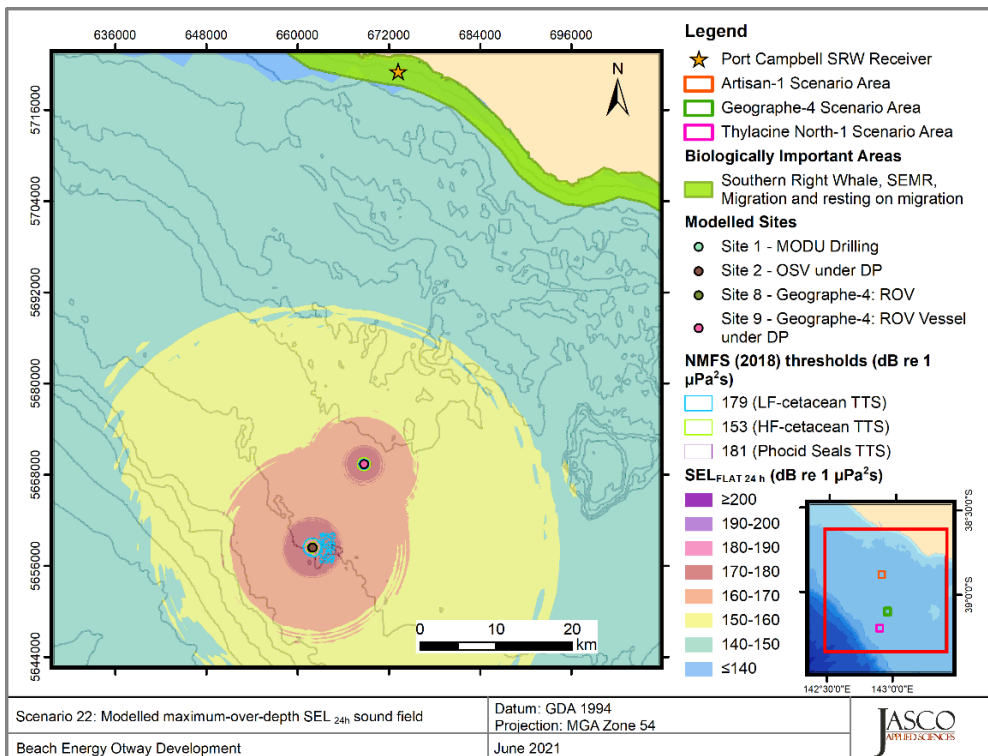 636000 648000 660000 672000 684000 696000
5716000
5704000
5692000
5680000
5668000
5656000
5644000
N
0 10 20
km
Legend
Port Campbell SRW Receiver
Artisan-1 Scenario Area
Geographe-4 Scenario Area
Thylacine North-1 Scenario Area
Biologically Important Areas
Southern Right Whale, SEMR,
Migration and resting on migration
Modelled Sites
Site 1 - MODU Drilling
Site 2 - OSV under DP
Site 8 - Geographe-4: ROV
Site 9 - Geographe-4: ROV Vessel
under DP
NMFS (2018) thresholds (dB re 1
µPa²s)
179 (LF-cetacean TTS)
153 (HF-cetacean TTS)
181 (Phocid Seals TTS)
SELFLAT 24 h (dB re 1 µPa²s)
≥200
190-200
180-190
170-180
160-170
150-160
140-150
≤140
38°30'0"S
39°0'0"S
142°30'0"E 143°0'0"E
Scenario 22: Modelled maximum-over-depth SEL 24h sound field
Datum: GDA 1994
Projection: MGA Zone 54
Beach Energy Otway Development
June 2021
JASCO
APPLIED SCIENCES